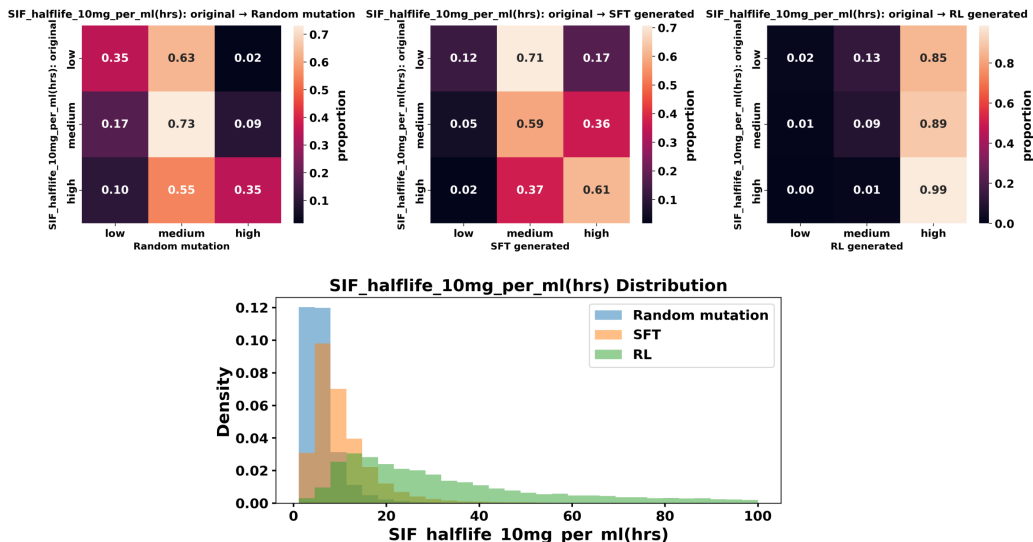 SIF_halflife_10mg_per_ml(hrs): original → Random mutation
SIF_halflife_10mg_per_ml(hrs): original
low
medium
high
0.35 0.63 0.02
0.17 0.73 0.09
0.10 0.55 0.35
low medium high
Random mutation
0.7
0.6
0.5
0.4
0.3
0.2
0.1
proportion
SIF_halflife_10mg_per_ml(hrs): original → SFT generated
SIF_halflife_10mg_per_ml(hrs): original
low
medium
high
0.12 0.71 0.17
0.05 0.59 0.36
0.02 0.37 0.61
low medium high
SFT generated
0.7
0.6
0.5
0.4
0.3
0.2
0.1
proportion
SIF_halflife_10mg_per_ml(hrs): original → RL generated
SIF_halflife_10mg_per_ml(hrs): original
low
medium
high
0.02 0.13 0.85
0.01 0.09 0.89
0.00 0.01 0.99
low medium high
RL generated
0.8
0.6
0.4
0.2
0.0
proportion
SIF_halflife_10mg_per_ml(hrs) Distribution
Random mutation
SFT
RL
Density
0.12
0.10
0.08
0.06
0.04
0.02
0.00
0 20 40 60 80 100
SIF_halflife_10mg_per_ml(hrs)